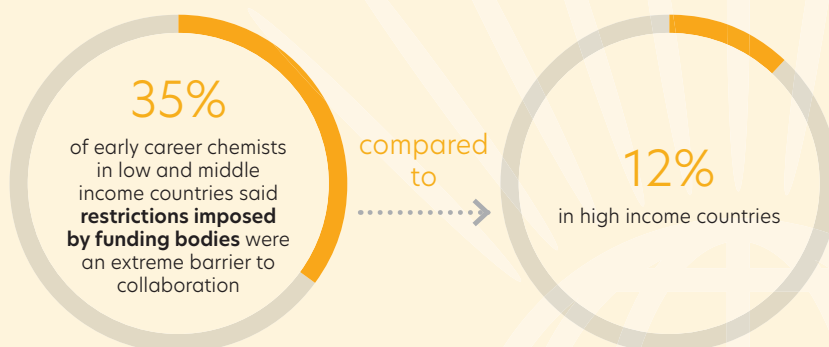 35%
of early career chemists
in low and middle
income countries said
restrictions imposed
by funding bodies were
an extreme barrier to
collaboration
compared
to
12%
in high income countries